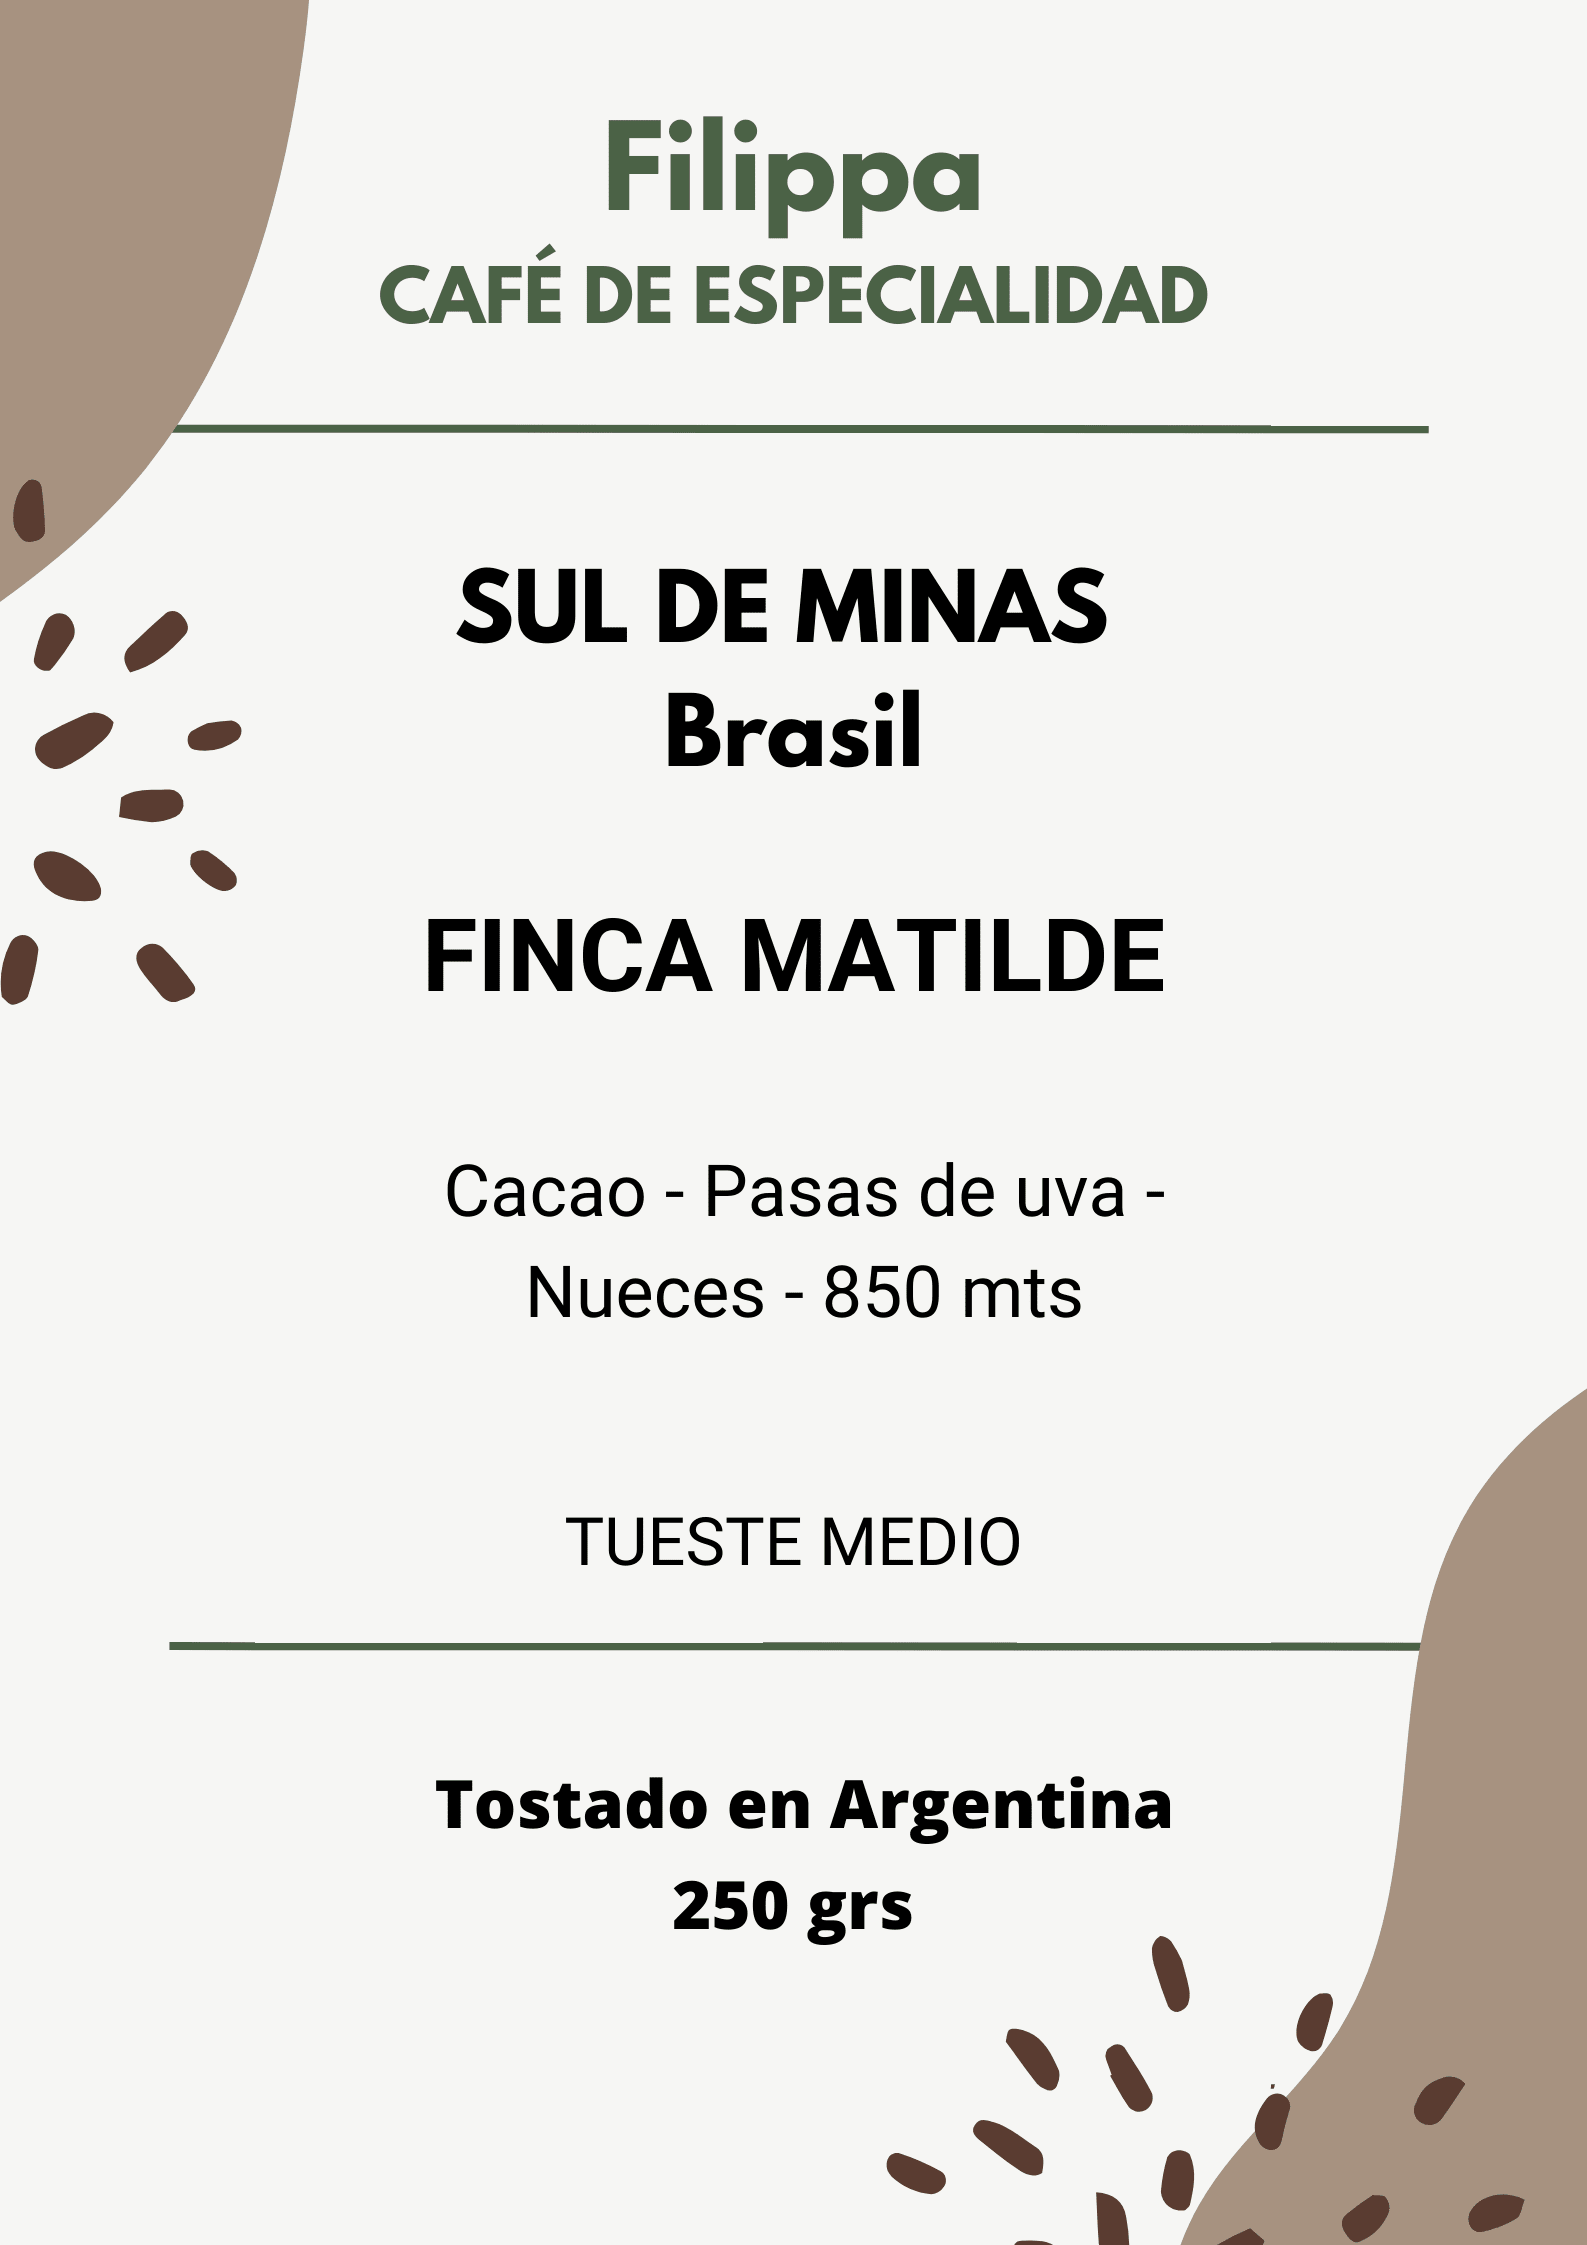 Filippa
CAFÉ DE ESPECIALIDAD
SUL DE MINAS
Brasil
FINCA MATILDE
Cacao - Pasas de uva -
Nueces - 850 mts
TUESTE MEDIO
Tostado en Argentina
250 grs